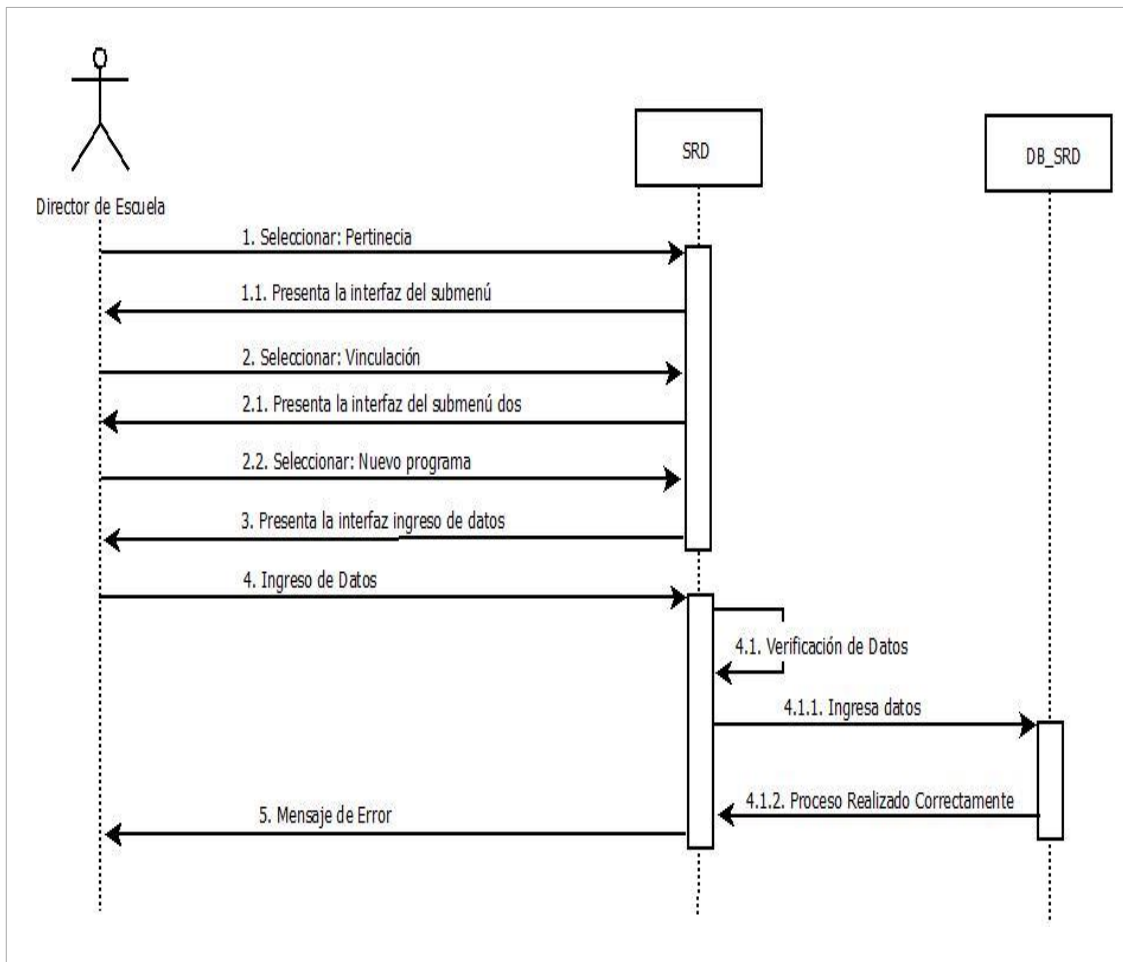 SRD
DB_SRD
Director de Escuela
1. Seleccionar: Pertinecia
1.1. Presenta la interfaz del submenú
2. Seleccionar: Vinculación
2.1. Presenta la interfaz del submenú dos
2.2. Seleccionar: Nuevo programa
3. Presenta la interfaz ingreso de datos
4. Ingreso de Datos
4.1. Verificación de Datos
4.1.1. Ingresa datos
4.1.2. Proceso Realizado Correctamente
5. Mensaje de Error